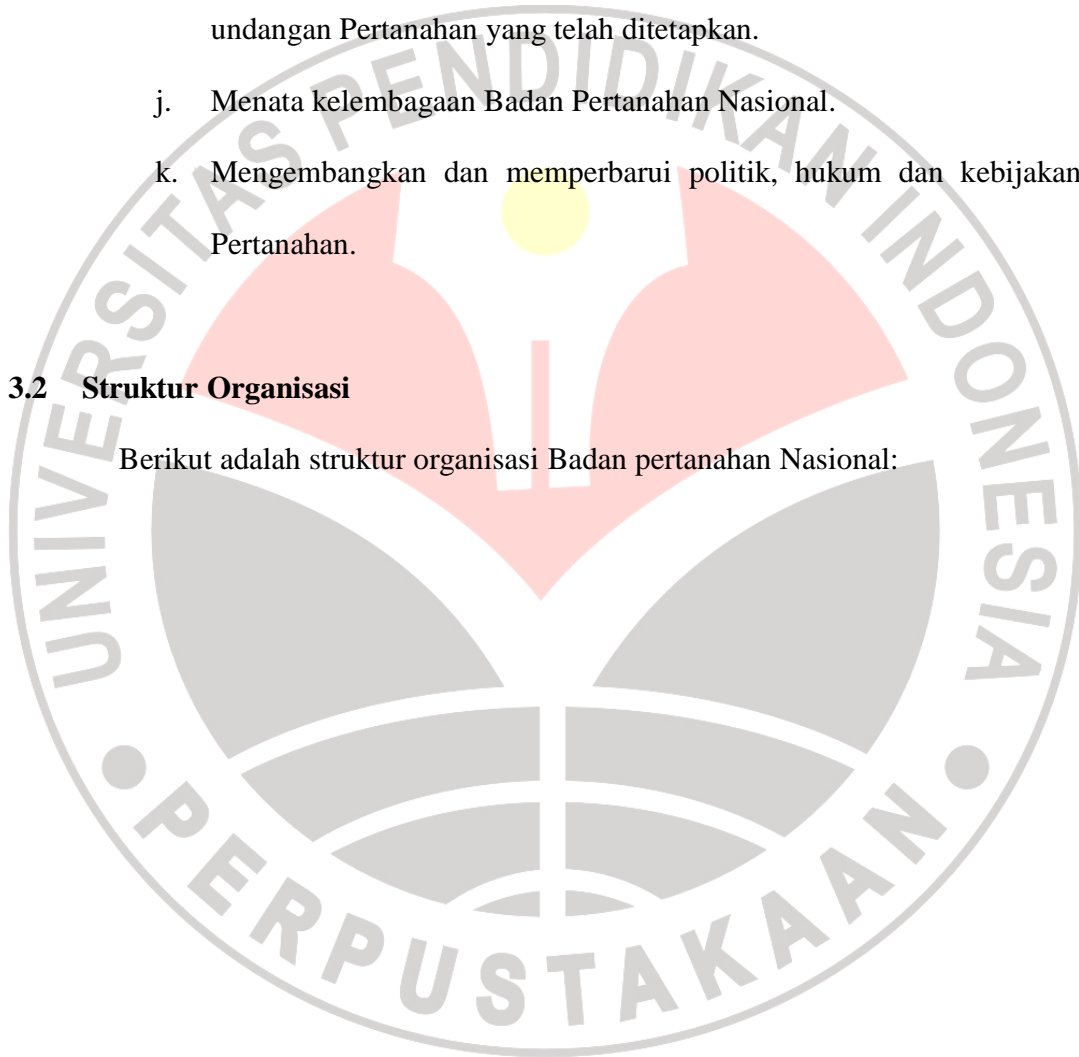 undangan Pertanahan yang telah ditetapkan.
j. Menata kelembagaan Badan Pertanahan Nasional.
k. Mengembangkan dan memperbarui politik, hukum dan kebijakan
Pertanahan.
3.2 Struktur Organisasi
Berikut adalah struktur organisasi Badan pertanahan Nasional:
UNIVERSITAS PENDIDIKAN INDONESIA
PERPUSTAKAAN